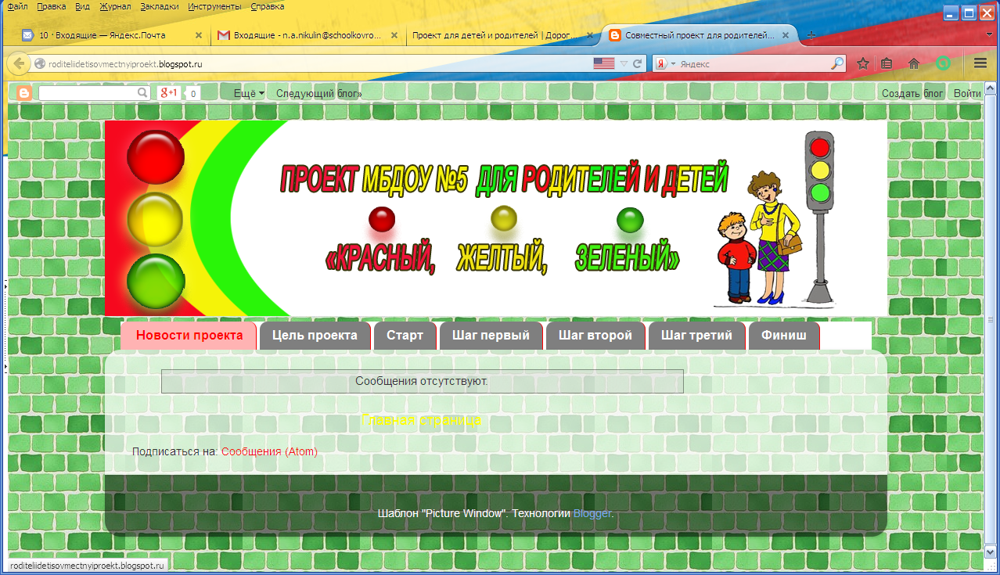 Файл Правка Вид Журнал Закладки Инструменты Справка
10 · Входящие — Яндекс.Почта
Входящие - n.a.nikulin@schoolkovro...
Проект для детей и родителей | Дорог...
Совместный проект для родителей...
roditeliidetisovmectnyiproekt.blogspot.ru
Яндекс
g+1 0 Ещё Следующий блог» Создать блог Войти
ПРОЕКТ МБДОУ №5 ДЛЯ РОДИТЕЛЕЙ И ДЕТЕЙ
«КРАСНЫЙ, ЖЕЛТЫЙ, ЗЕЛЕНЫЙ»
Новости проекта Цель проекта Старт Шаг первый Шаг второй Шаг третий Финиш
Сообщения отсутствуют.
Главная страница
Подписаться на: Сообщения (Atom)
Шаблон "Picture Window". Технологии Blogger.
roditeliidetisovmectnyiproekt.blogspot.ru